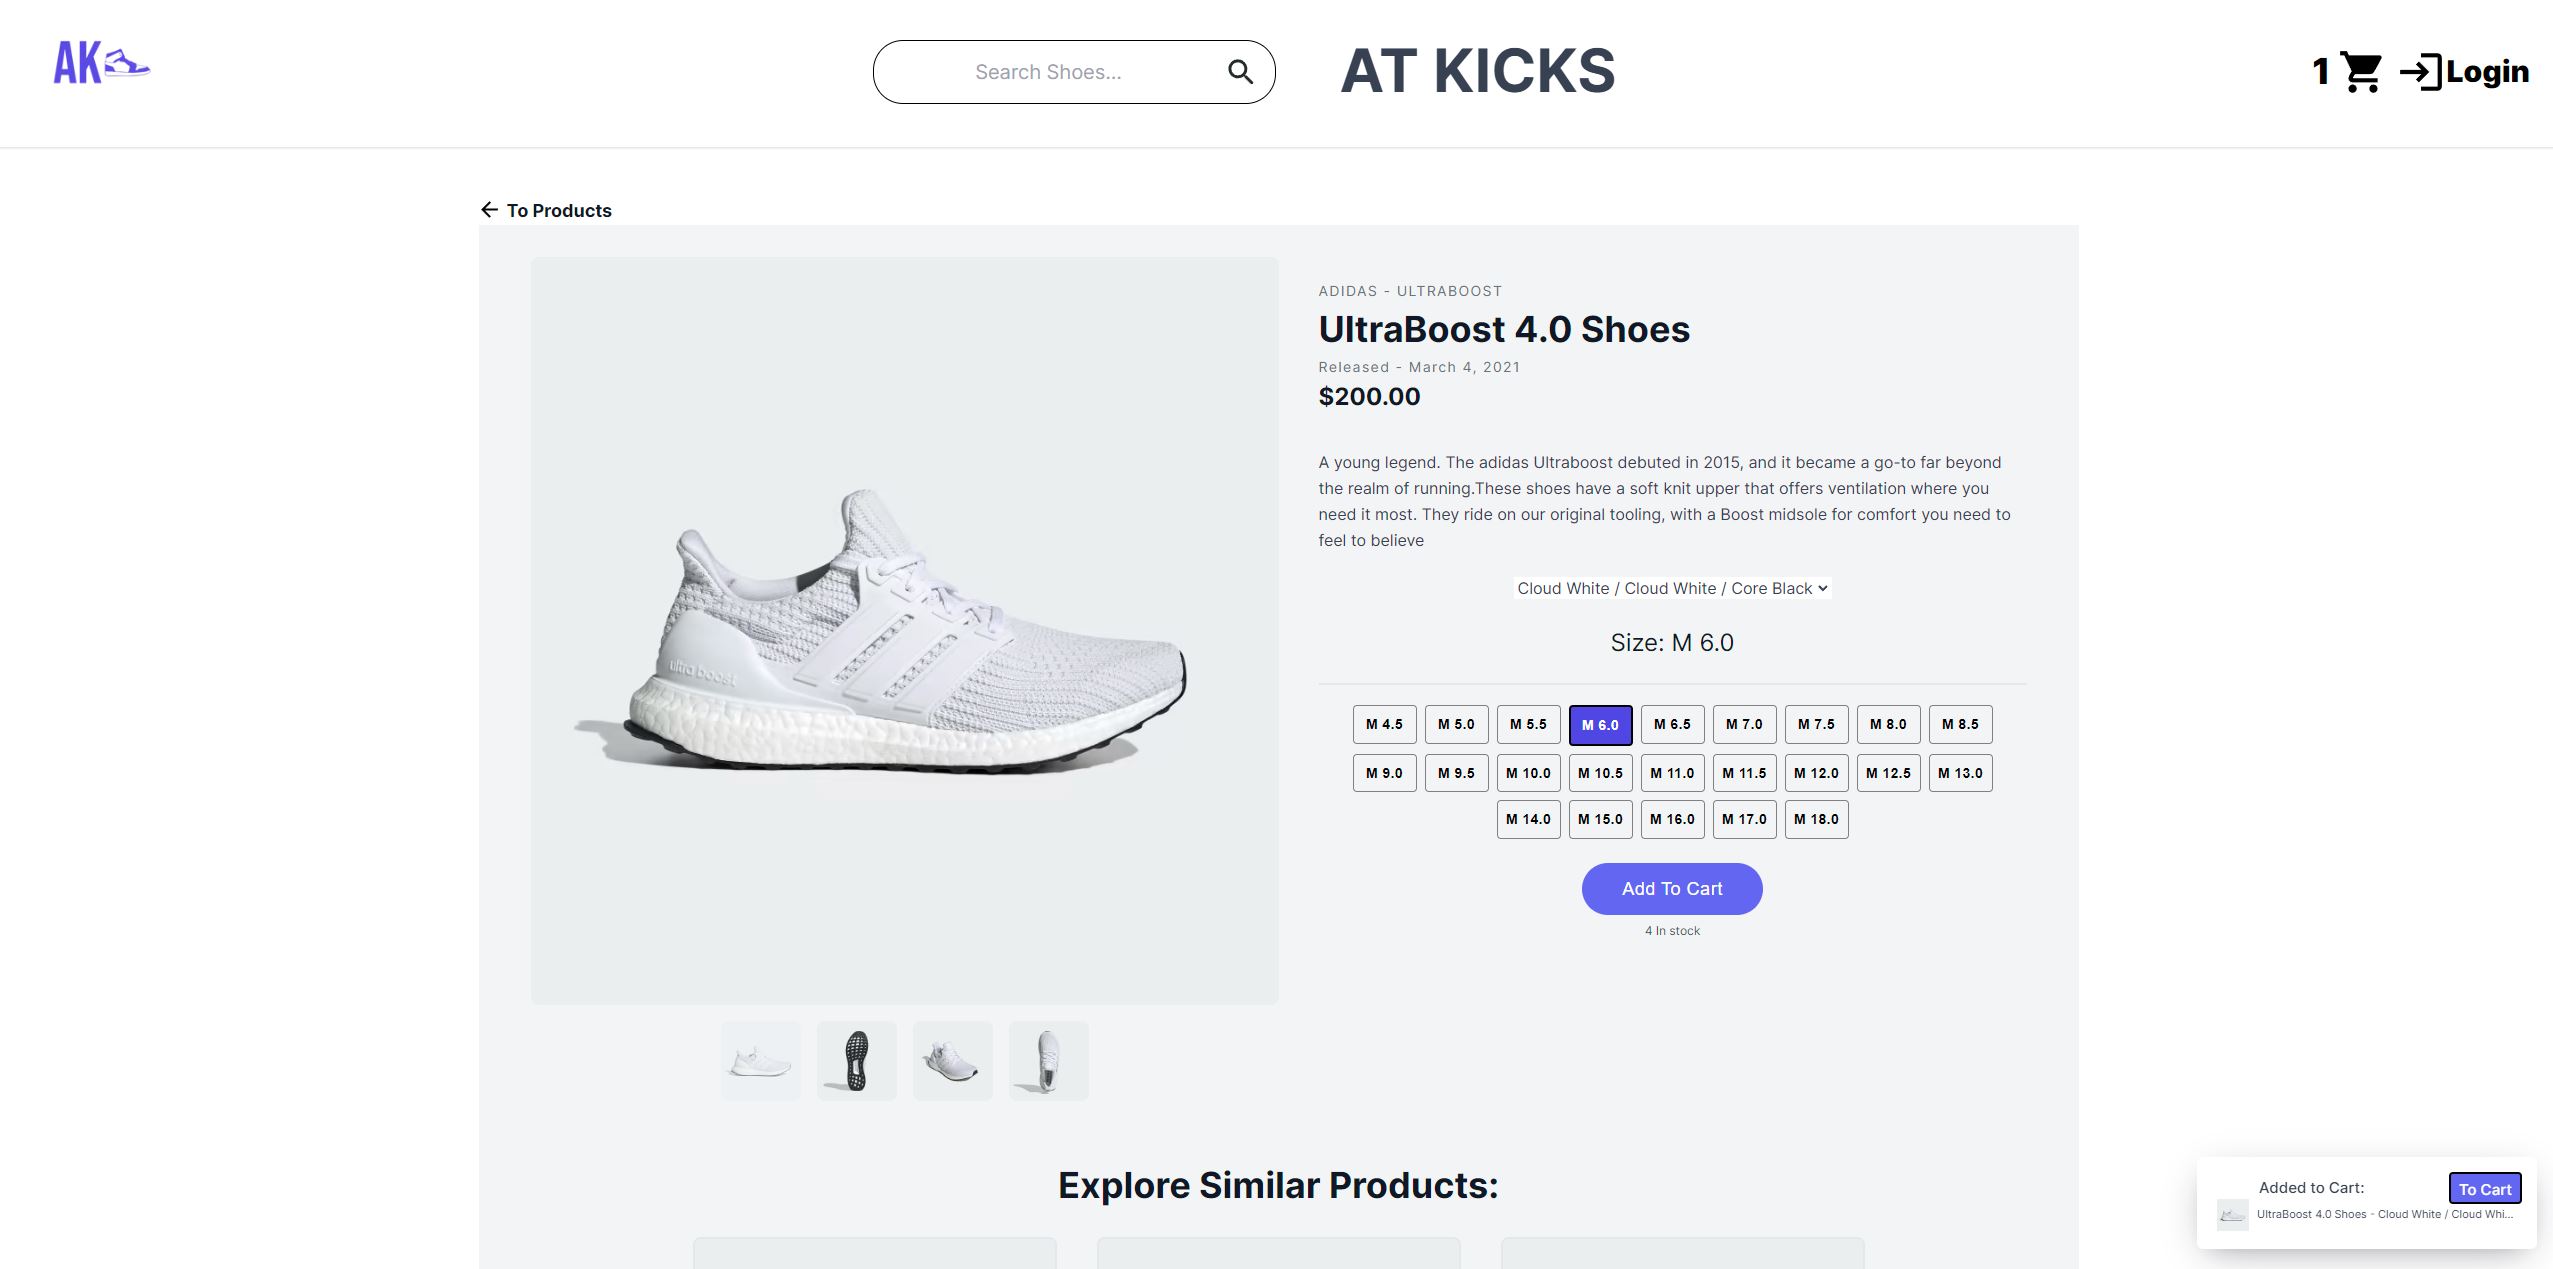 AK
Search Shoes...
AT KICKS
1
Login
To Products
ADIDAS - ULTRABOOST
UltraBoost 4.0 Shoes
Released - March 4, 2021
$200.00
A young legend. The adidas Ultraboost debuted in 2015, and it became a go-to far beyond
the realm of running.These shoes have a soft knit upper that offers ventilation where you
need it most. They ride on our original tooling, with a Boost midsole for comfort you need to
feel to believe
Cloud White / Cloud White / Core Black
Size: M 6.0
M 4.5 M 5.0 M 5.5 M 6.0 M 6.5 M 7.0 M 7.5 M 8.0 M 8.5
M 9.0 M 9.5 M 10.0 M 10.5 M 11.0 M 11.5 M 12.0 M 12.5 M 13.0
M 14.0 M 15.0 M 16.0 M 17.0 M 18.0
Add To Cart
4 In stock
ultra boost
Explore Similar Products:
Added to Cart:
To Cart
UltraBoost 4.0 Shoes - Cloud White / Cloud Whi...